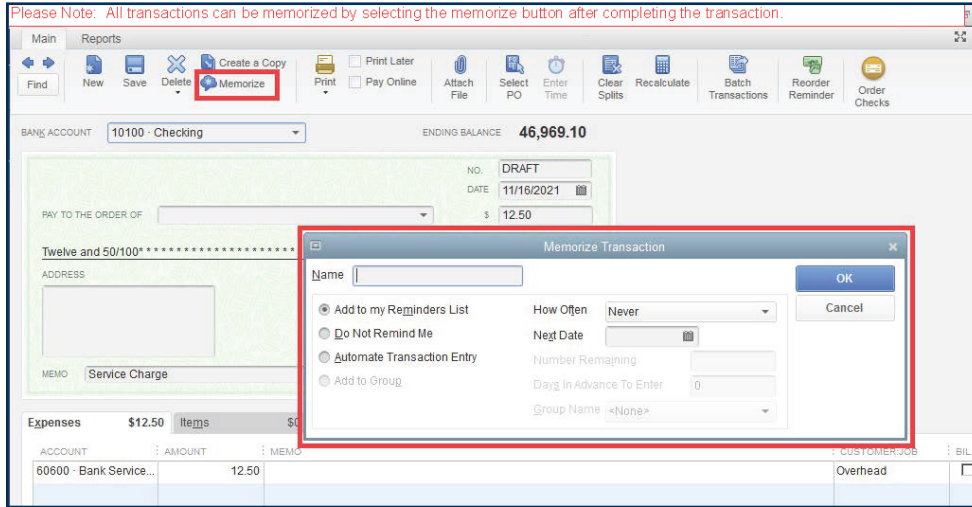 Please Note: All transactions can be memorized by selecting the memorize button after completing the transaction.
Main Reports
Find New Save Delete Create a Copy Memorize Print Print Later Pay Online Attach File Select PO Enter Time Clear Splits Recalculate Batch Transactions Reorder Reminder Order Checks
BANK ACCOUNT 10100 · Checking ENDING BALANCE 46,969.10
NO. DRAFT
DATE 11/16/2021
PAY TO THE ORDER OF $ 12.50
Twelve and 50/100* * * * * * * * * * * * * * * * * * * * * *
ADDRESS
MEMO Service Charge
Memorize Transaction
Name
OK
Cancel
Add to my Reminders List
Do Not Remind Me
Automate Transaction Entry
Add to Group
How Often Never
Next Date
Number Remaining
Days In Advance To Enter 0
Group Name <None>
Expenses $12.50 Items $0
ACCOUNT AMOUNT MEMO CUSTOMER:JOB BIL
60600 · Bank Service... 12.50 Overhead